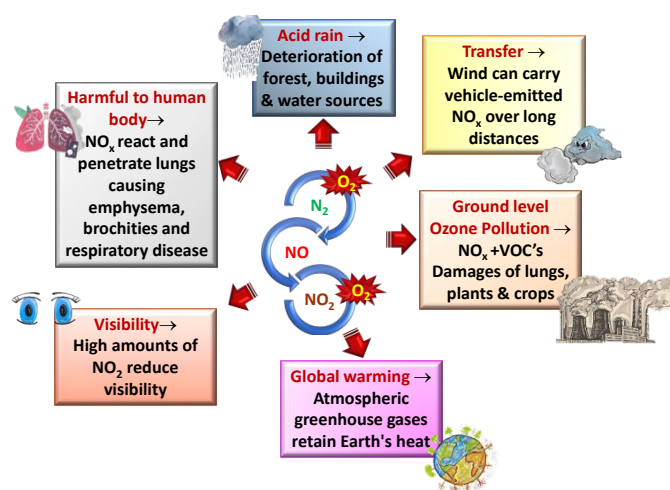 Acid rain →
Deterioration of
forest, buildings
& water sources
Transfer →
Wind can carry
vehicle-emitted
NOₓ over long
distances
Harmful to human
body→
NOₓ react and
penetrate lungs
causing
emphysema,
brochities and
respiratory disease
O₂
N₂
NO
NO₂
O₂
Ground level
Ozone Pollution →
NOₓ +VOC's
Damages of lungs,
plants & crops
Visibility→
High amounts of
NO₂ reduce
visibility
Global warming →
Atmospheric
greenhouse gases
retain Earth's heat